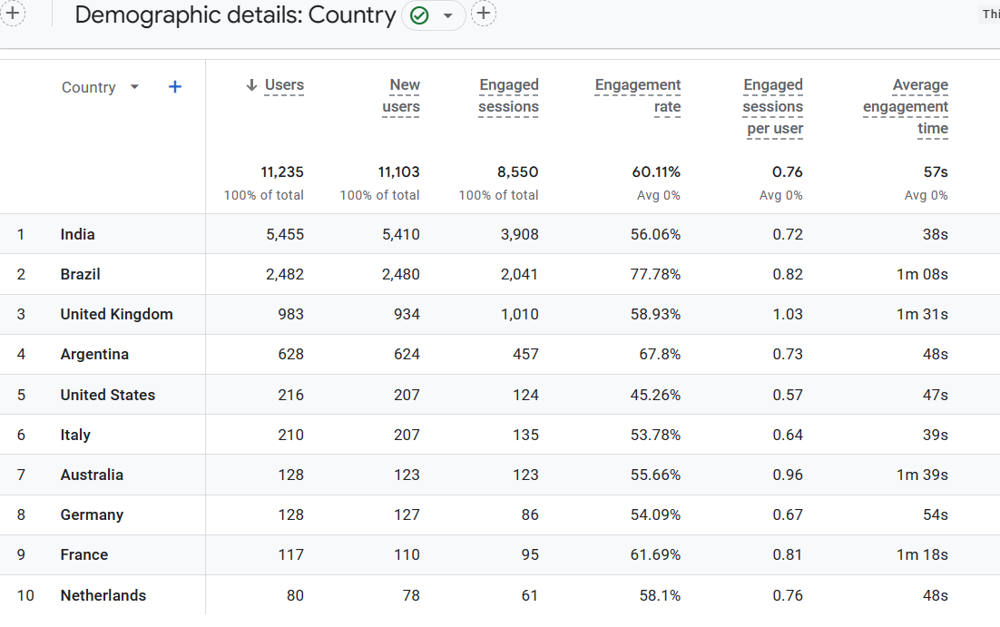 Demographic details: Country
Thi
Country + ↓ Users New users Engaged sessions Engagement rate Engaged sessions per user Average engagement time
11,235 11,103 8,550 60.11% 0.76 57s
100% of total 100% of total 100% of total Avg 0% Avg 0% Avg 0%
1 India 5,455 5,410 3,908 56.06% 0.72 38s
2 Brazil 2,482 2,480 2,041 77.78% 0.82 1m 08s
3 United Kingdom 983 934 1,010 58.93% 1.03 1m 31s
4 Argentina 628 624 457 67.8% 0.73 48s
5 United States 216 207 124 45.26% 0.57 47s
6 Italy 210 207 135 53.78% 0.64 39s
7 Australia 128 123 123 55.66% 0.96 1m 39s
8 Germany 128 127 86 54.09% 0.67 54s
9 France 117 110 95 61.69% 0.81 1m 18s
10 Netherlands 80 78 61 58.1% 0.76 48s